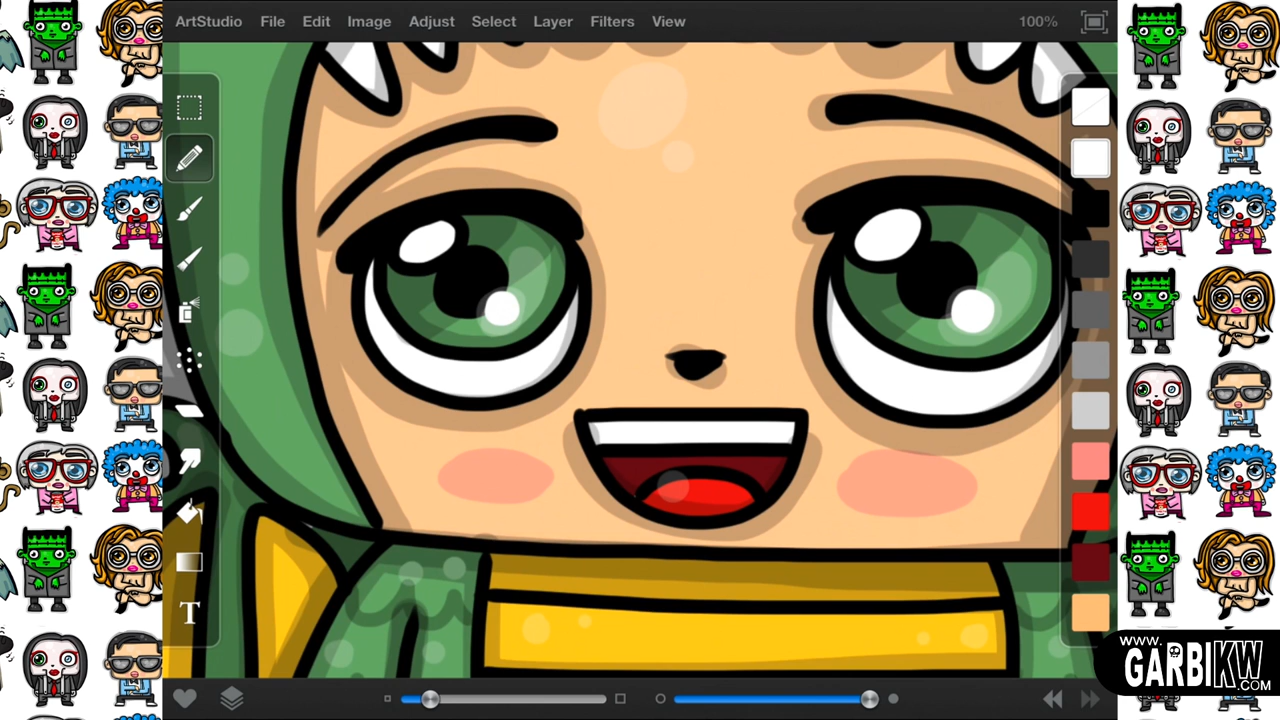 ArtStudio File Edit Image Adjust Select Layer Filters View 100%
T
www.
GARBIKW
.COM